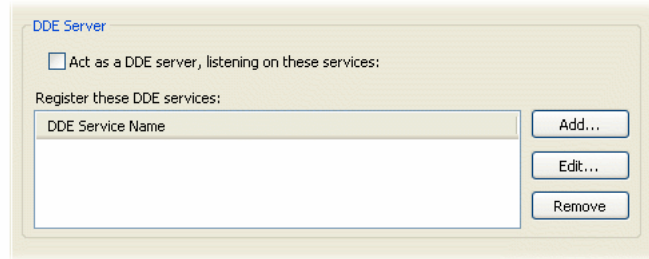 DDE Server
Act as a DDE server, listening on these services:
Register these DDE services:
DDE Service Name
Add...
Edit...
Remove